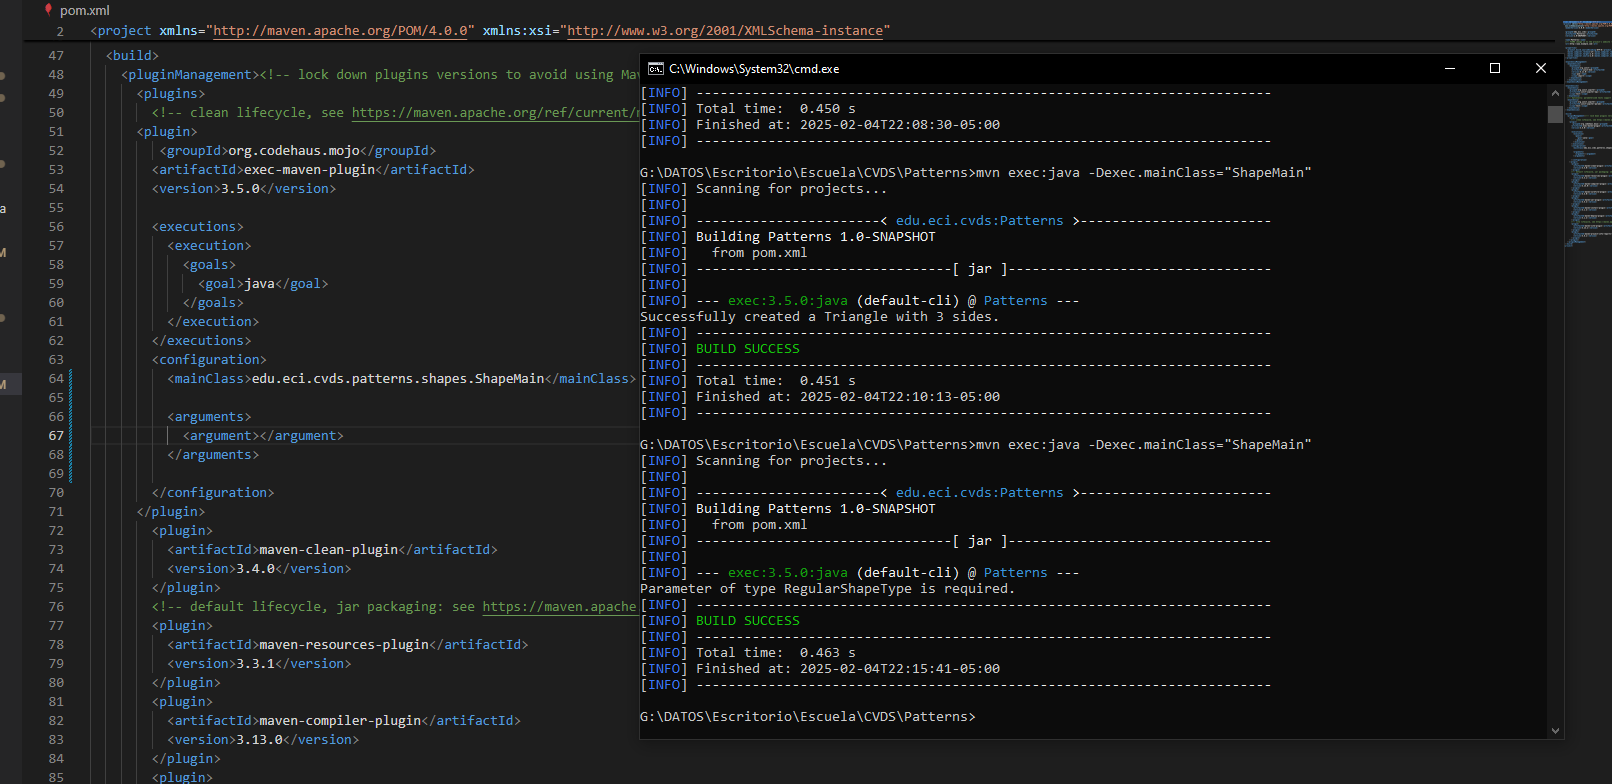 pom.xml
2 <project xmlns="http://maven.apache.org/POM/4.0.0" xmlns:xsi="http://www.w3.org/2001/XMLSchema-instance"
47 <build>
48 <pluginManagement><!-- lock down plugins versions to avoid using Ma
49 <plugins>
50 <!-- clean lifecycle, see https://maven.apache.org/ref/current/
51 <plugin>
52 <groupId>org.codehaus.mojo</groupId>
53 <artifactId>exec-maven-plugin</artifactId>
54 <version>3.5.0</version>
55
56 <executions>
57 <execution>
58 <goals>
59 <goal>java</goal>
60 </goals>
61 </execution>
62 </executions>
63 <configuration>
64 <mainClass>edu.eci.cvds.patterns.shapes.ShapeMain</mainClass>
65
66 <arguments>
67 <argument></argument>
68 </arguments>
69
70 </configuration>
71 </plugin>
72 <plugin>
73 <artifactId>maven-clean-plugin</artifactId>
74 <version>3.4.0</version>
75 </plugin>
76 <!-- default lifecycle, jar packaging: see https://maven.apache
77 <plugin>
78 <artifactId>maven-resources-plugin</artifactId>
79 <version>3.3.1</version>
80 </plugin>
81 <plugin>
82 <artifactId>maven-compiler-plugin</artifactId>
83 <version>3.13.0</version>
84 </plugin>
85 <plugin>
a
M
M
C:\Windows\System32\cmd.exe
[INFO] ------------------------------------------------------------------------
[INFO] Total time:  0.450 s
[INFO] Finished at: 2025-02-04T22:08:30-05:00
[INFO] ------------------------------------------------------------------------
G:\DATOS\Escritorio\Escuela\CVDS\Patterns>mvn exec:java -Dexec.mainClass="ShapeMain"
[INFO] Scanning for projects...
[INFO]
[INFO] -----------------------< edu.eci.cvds:Patterns >------------------------
[INFO] Building Patterns 1.0-SNAPSHOT
[INFO]   from pom.xml
[INFO] --------------------------------[ jar ]---------------------------------
[INFO]
[INFO] --- exec:3.5.0:java (default-cli) @ Patterns ---
Successfully created a Triangle with 3 sides.
[INFO] ------------------------------------------------------------------------
[INFO] BUILD SUCCESS
[INFO] ------------------------------------------------------------------------
[INFO] Total time:  0.451 s
[INFO] Finished at: 2025-02-04T22:10:13-05:00
[INFO] ------------------------------------------------------------------------
G:\DATOS\Escritorio\Escuela\CVDS\Patterns>mvn exec:java -Dexec.mainClass="ShapeMain"
[INFO] Scanning for projects...
[INFO]
[INFO] -----------------------< edu.eci.cvds:Patterns >------------------------
[INFO] Building Patterns 1.0-SNAPSHOT
[INFO]   from pom.xml
[INFO] --------------------------------[ jar ]---------------------------------
[INFO]
[INFO] --- exec:3.5.0:java (default-cli) @ Patterns ---
Parameter of type RegularShapeType is required.
[INFO] ------------------------------------------------------------------------
[INFO] BUILD SUCCESS
[INFO] ------------------------------------------------------------------------
[INFO] Total time:  0.463 s
[INFO] Finished at: 2025-02-04T22:15:41-05:00
[INFO] ------------------------------------------------------------------------
G:\DATOS\Escritorio\Escuela\CVDS\Patterns>